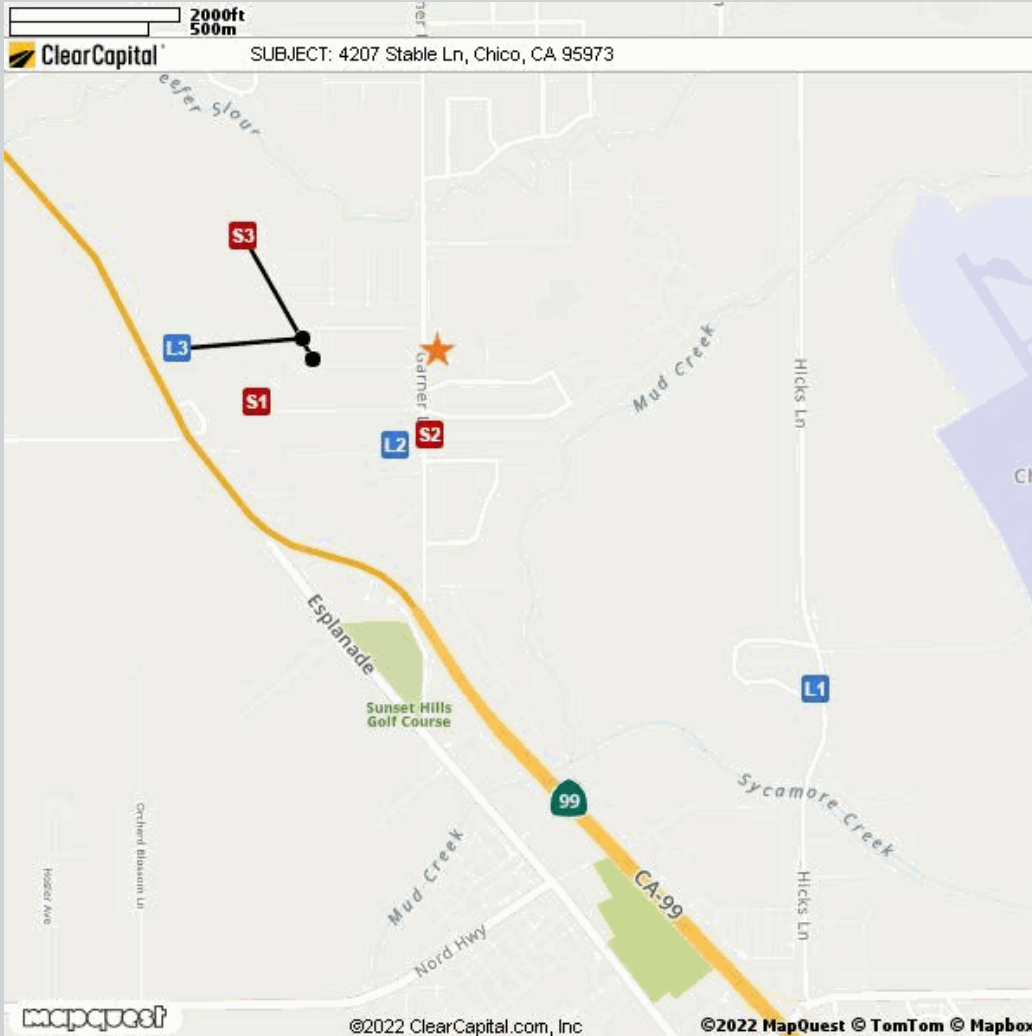 2000ft
500m
ClearCapital SUBJECT: 4207 Stable Ln, Chico, CA 95973
eefer Slour
S3
L3
S1
Garner L
L2
S2
Mud Creek
Hicks Ln
Esplanade
Sunset Hills
Golf Course
L1
99
Sycamore Creek
Orchard Blossom Ln
Mud Creek
CA-99
Hicks Ln
Nord Hwy
mapquest
©2022 ClearCapital.com, Inc
©2022 MapQuest © TomTom © Mapbox